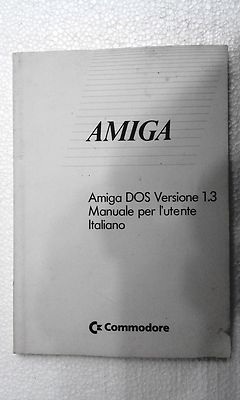 AMIGA
Amiga DOS Versione 1.3
Manuale per l'utente
Italiano
Commodore